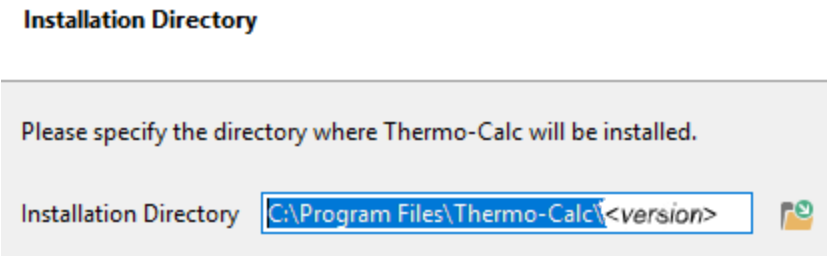 Installation Directory
Please specify the directory where Thermo-Calc will be installed.
Installation Directory C:\Program Files\Thermo-Calc\<version>